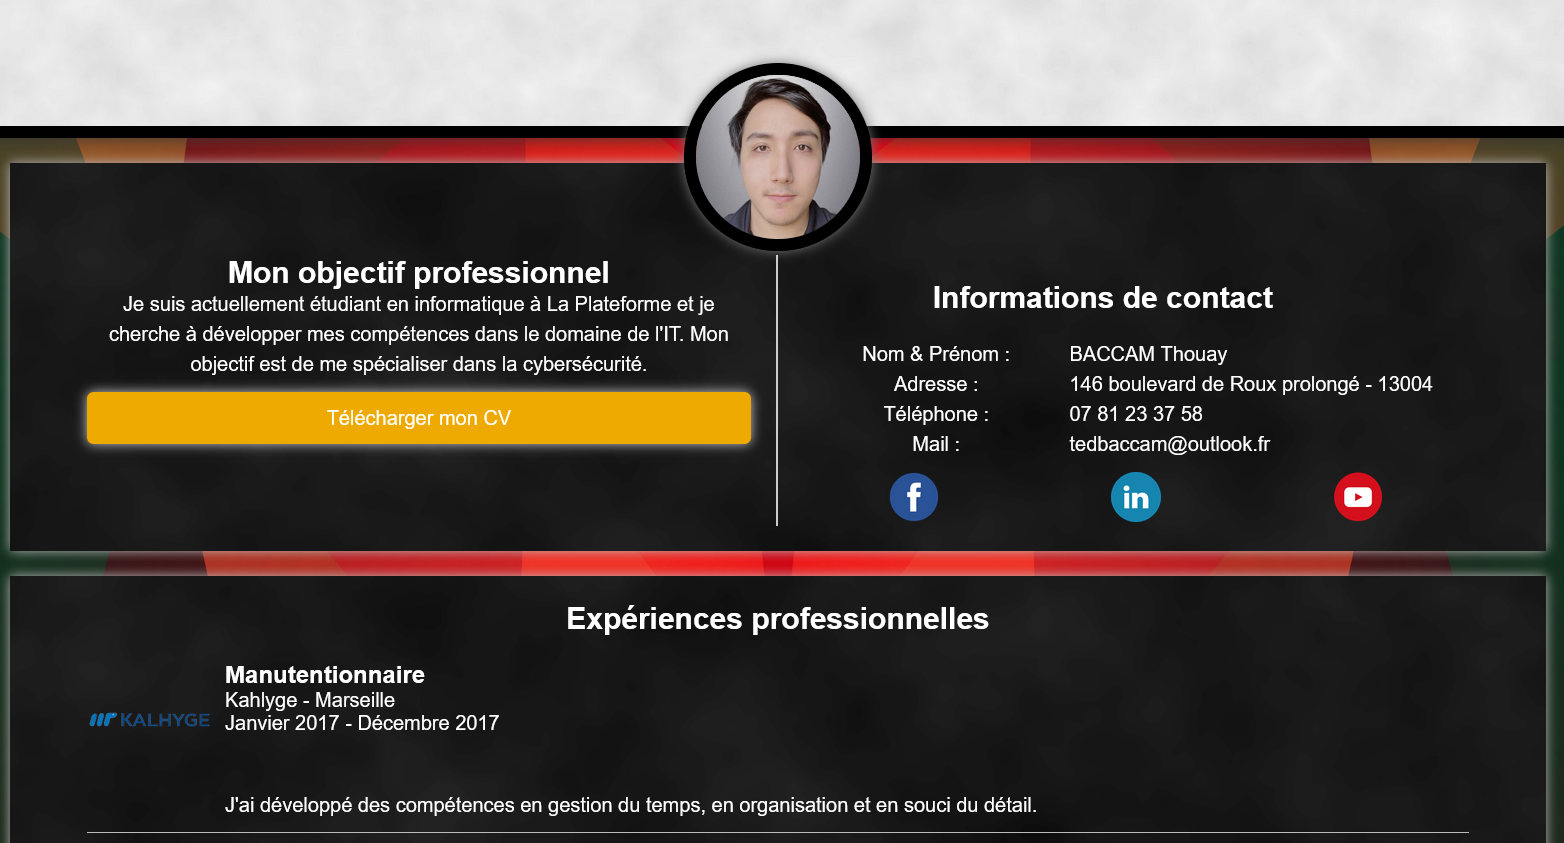 Mon objectif professionnel
Je suis actuellement étudiant en informatique à La Plateforme et je
cherche à développer mes compétences dans le domaine de l'IT. Mon
objectif est de me spécialiser dans la cybersécurité.
Télécharger mon CV
Informations de contact
Nom & Prénom : BACCAM Thouay
Adresse : 146 boulevard de Roux prolongé - 13004
Téléphone : 07 81 23 37 58
Mail : tedbaccam@outlook.fr
f
in
Expériences professionnelles
KALHYGE
Manutentionnaire
Kahlyge - Marseille
Janvier 2017 - Décembre 2017
J'ai développé des compétences en gestion du temps, en organisation et en souci du détail.